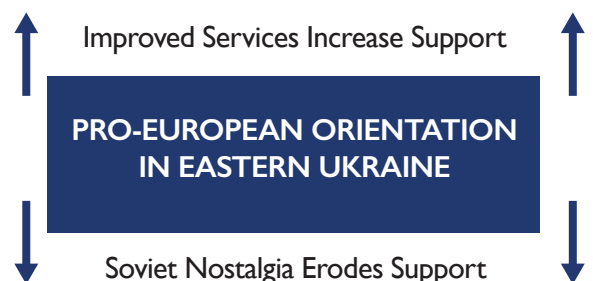 Improved Services Increase Support
PRO-EUROPEAN ORIENTATION
IN EASTERN UKRAINE
Soviet Nostalgia Erodes Support